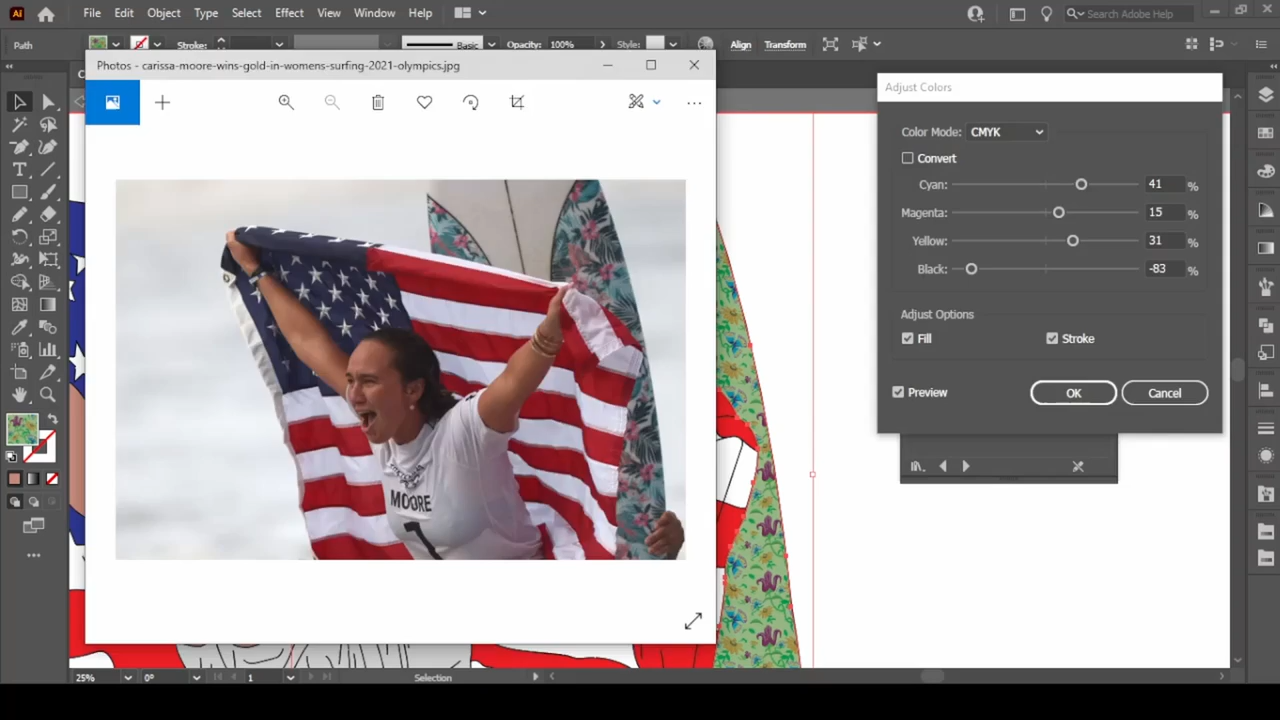 Ai File Edit Object Type Select Effect View Window Help Search Adobe Help
Path Stroke: Basic Opacity: 100% Style: Align Transform
Photos - carissa-moore-wins-gold-in-womens-surfing-2021-olympics.jpg
Adjust Colors
Color Mode: CMYK
Convert
Cyan: 41 %
Magenta: 15 %
Yellow: 31 %
Black: -83 %
Adjust Options
Fill Stroke
Preview OK Cancel
MOORE
1
25% 0° 1 Selection